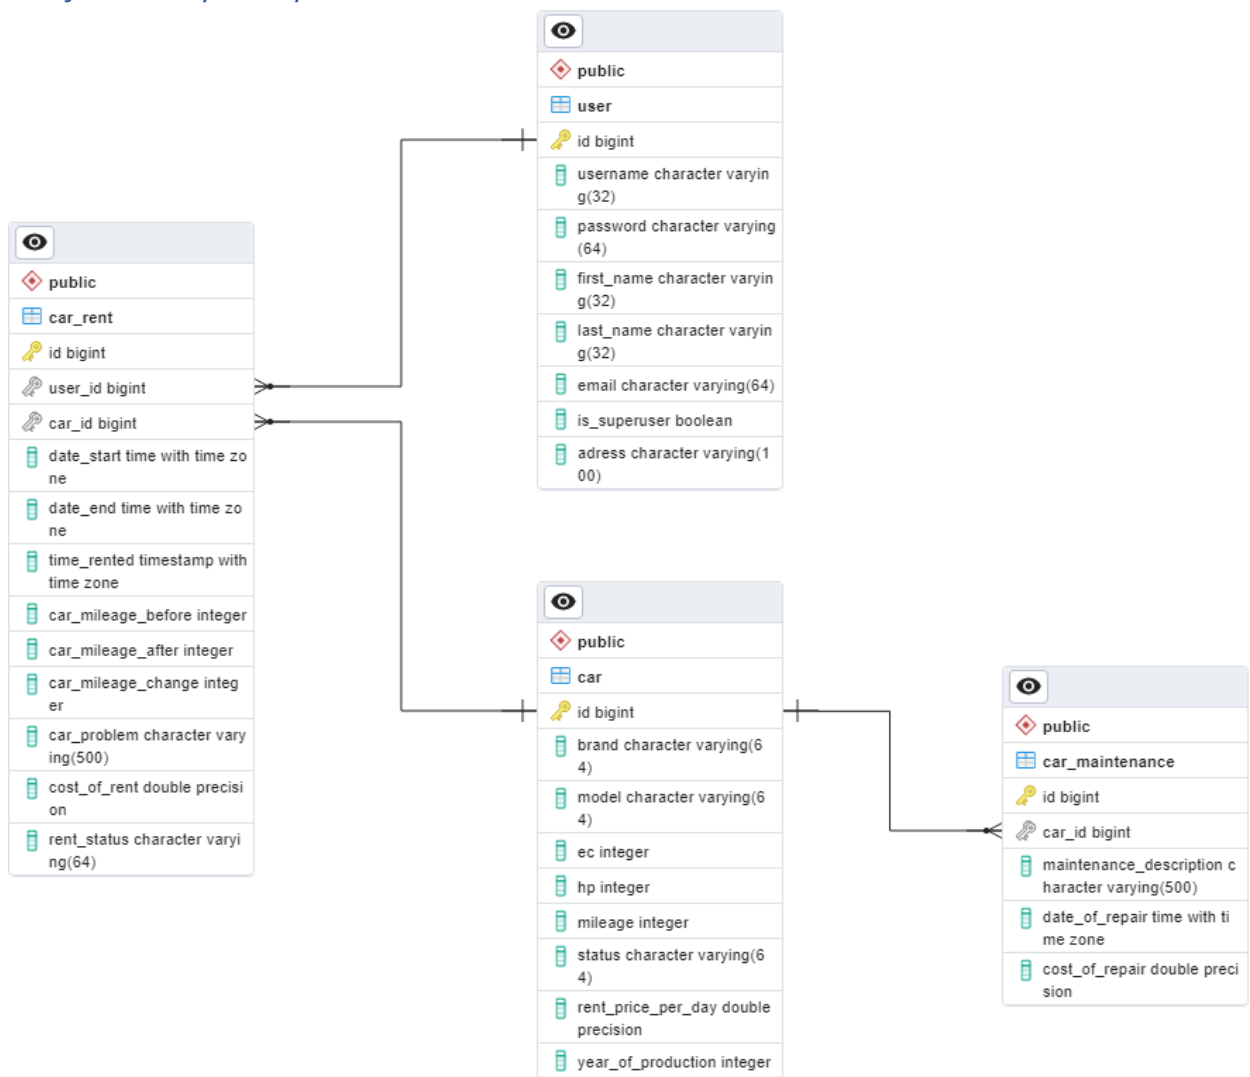 public
user
id bigint
username character varyin
g(32)
password character varying
(64)
first_name character varyin
g(32)
last_name character varyin
g(32)
email character varying(64)
is_superuser boolean
adress character varying(1
00)
public
car_rent
id bigint
user_id bigint
car_id bigint
date_start time with time zo
ne
date_end time with time zo
ne
time_rented timestamp with
time zone
car_mileage_before integer
car_mileage_after integer
car_mileage_change integ
er
car_problem character vary
ing(500)
cost_of_rent double precisi
on
rent_status character varyi
ng(64)
public
car
id bigint
brand character varying(6
4)
model character varying(6
4)
ec integer
hp integer
mileage integer
status character varying(6
4)
rent_price_per_day double
precision
year_of_production integer
public
car_maintenance
id bigint
car_id bigint
maintenance_description c
haracter varying(500)
date_of_repair time with ti
me zone
cost_of_repair double preci
sion